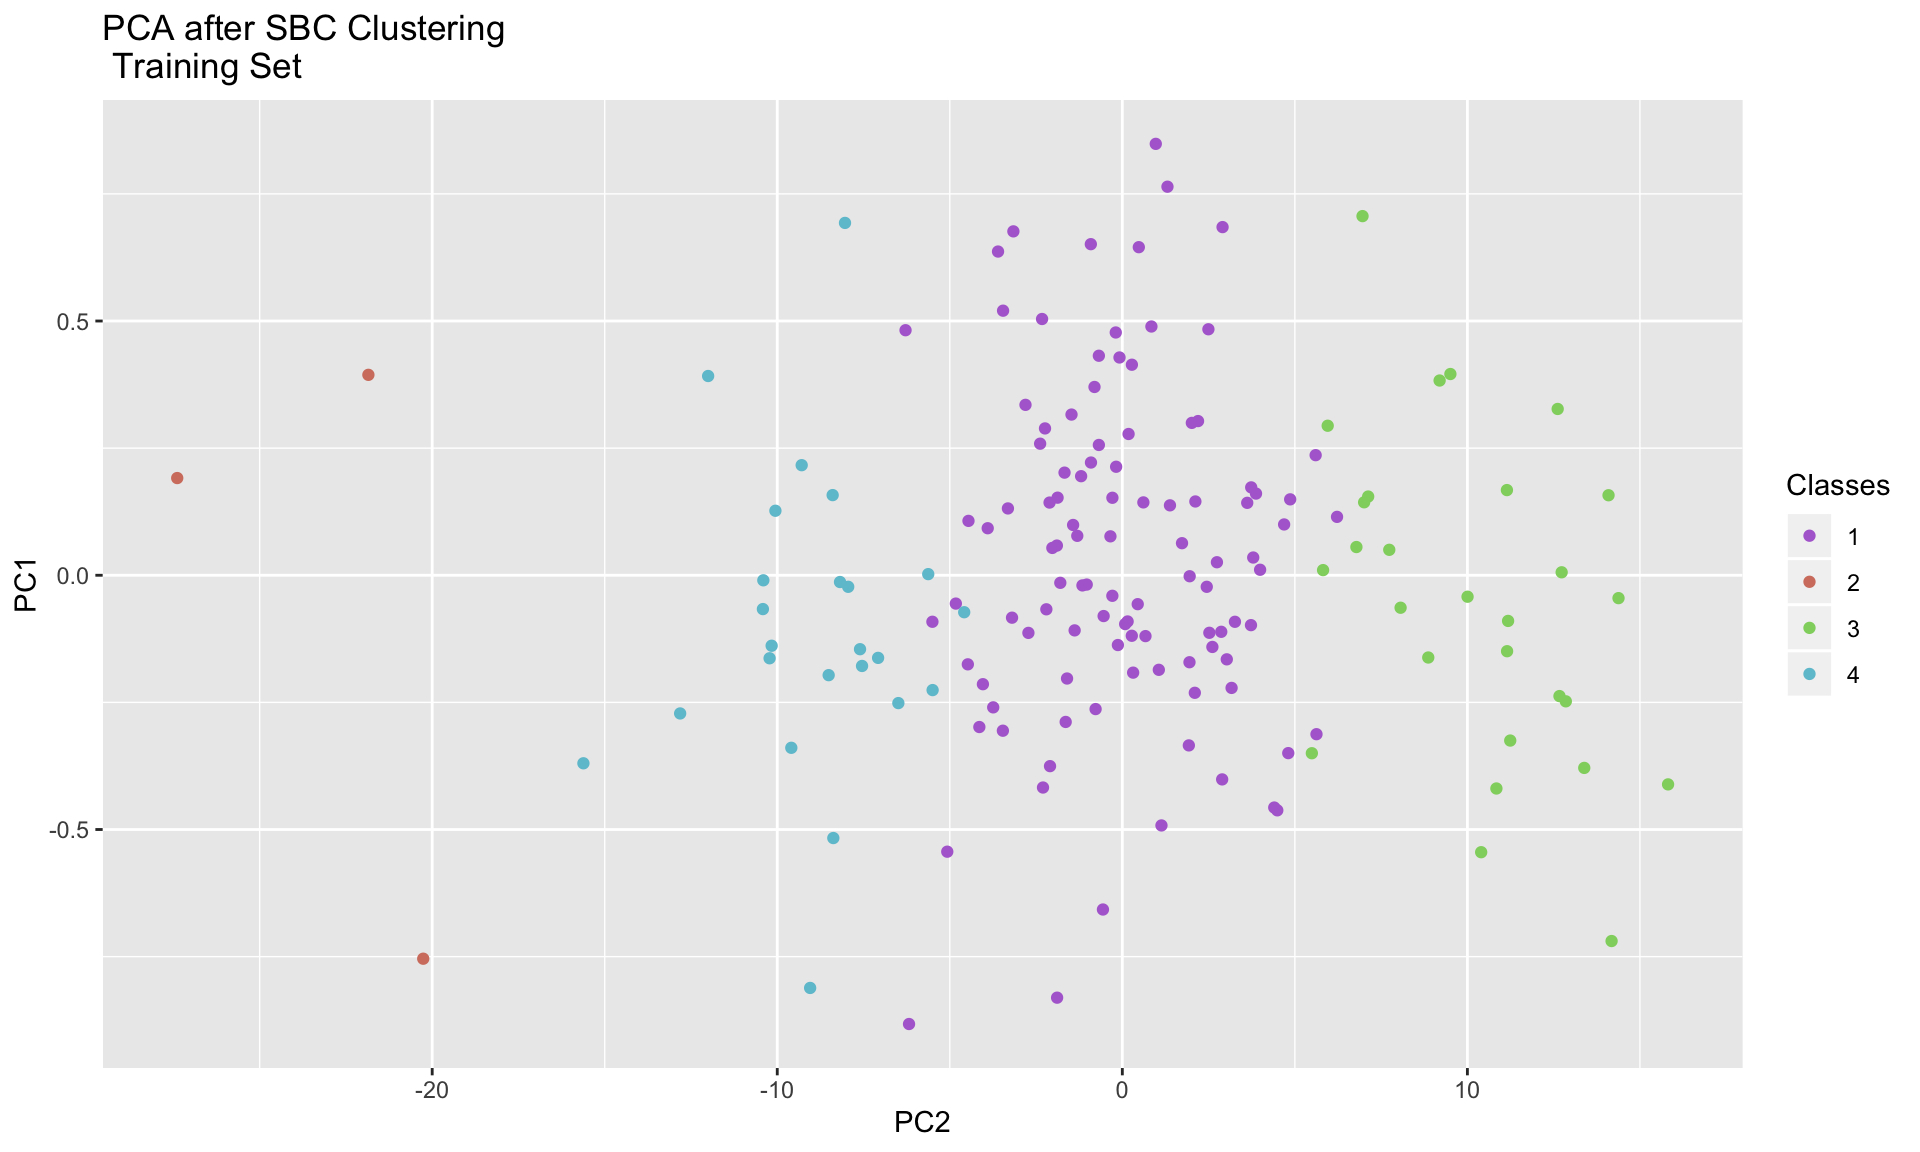 PCA after SBC Clustering
Training Set
PC1
0.5
0.0
-0.5
-20
-10
0
10
PC2
Classes
1
2
3
4